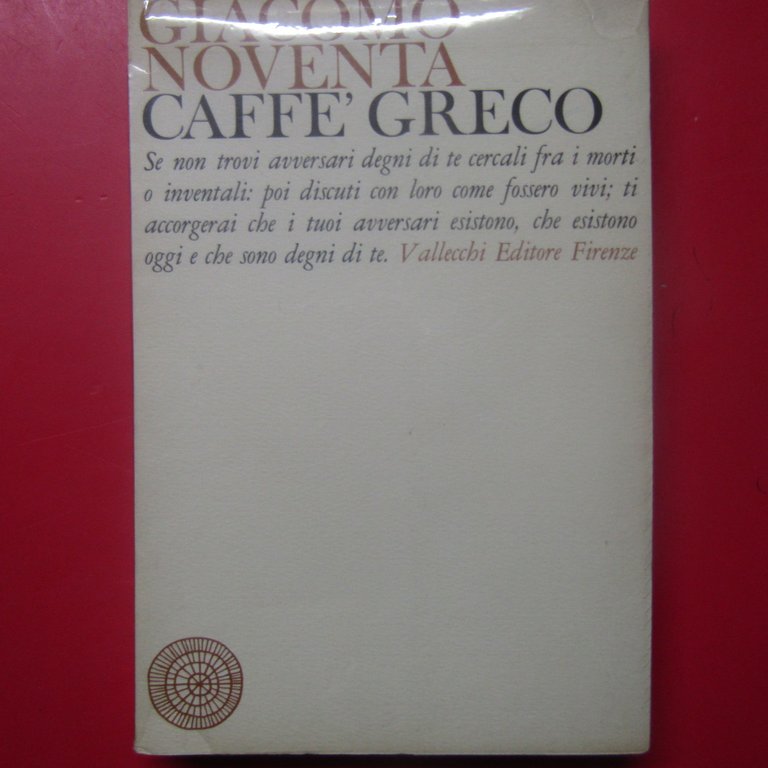 GIACOMO
NOVENTA
CAFFE' GRECO
Se non trovi avversari degni di te cercali fra i morti
o inventali: poi discuti con loro come fossero vivi; ti
accorgerai che i tuoi avversari esistono, che esistono
oggi e che sono degni di te. Vallecchi Editore Firenze